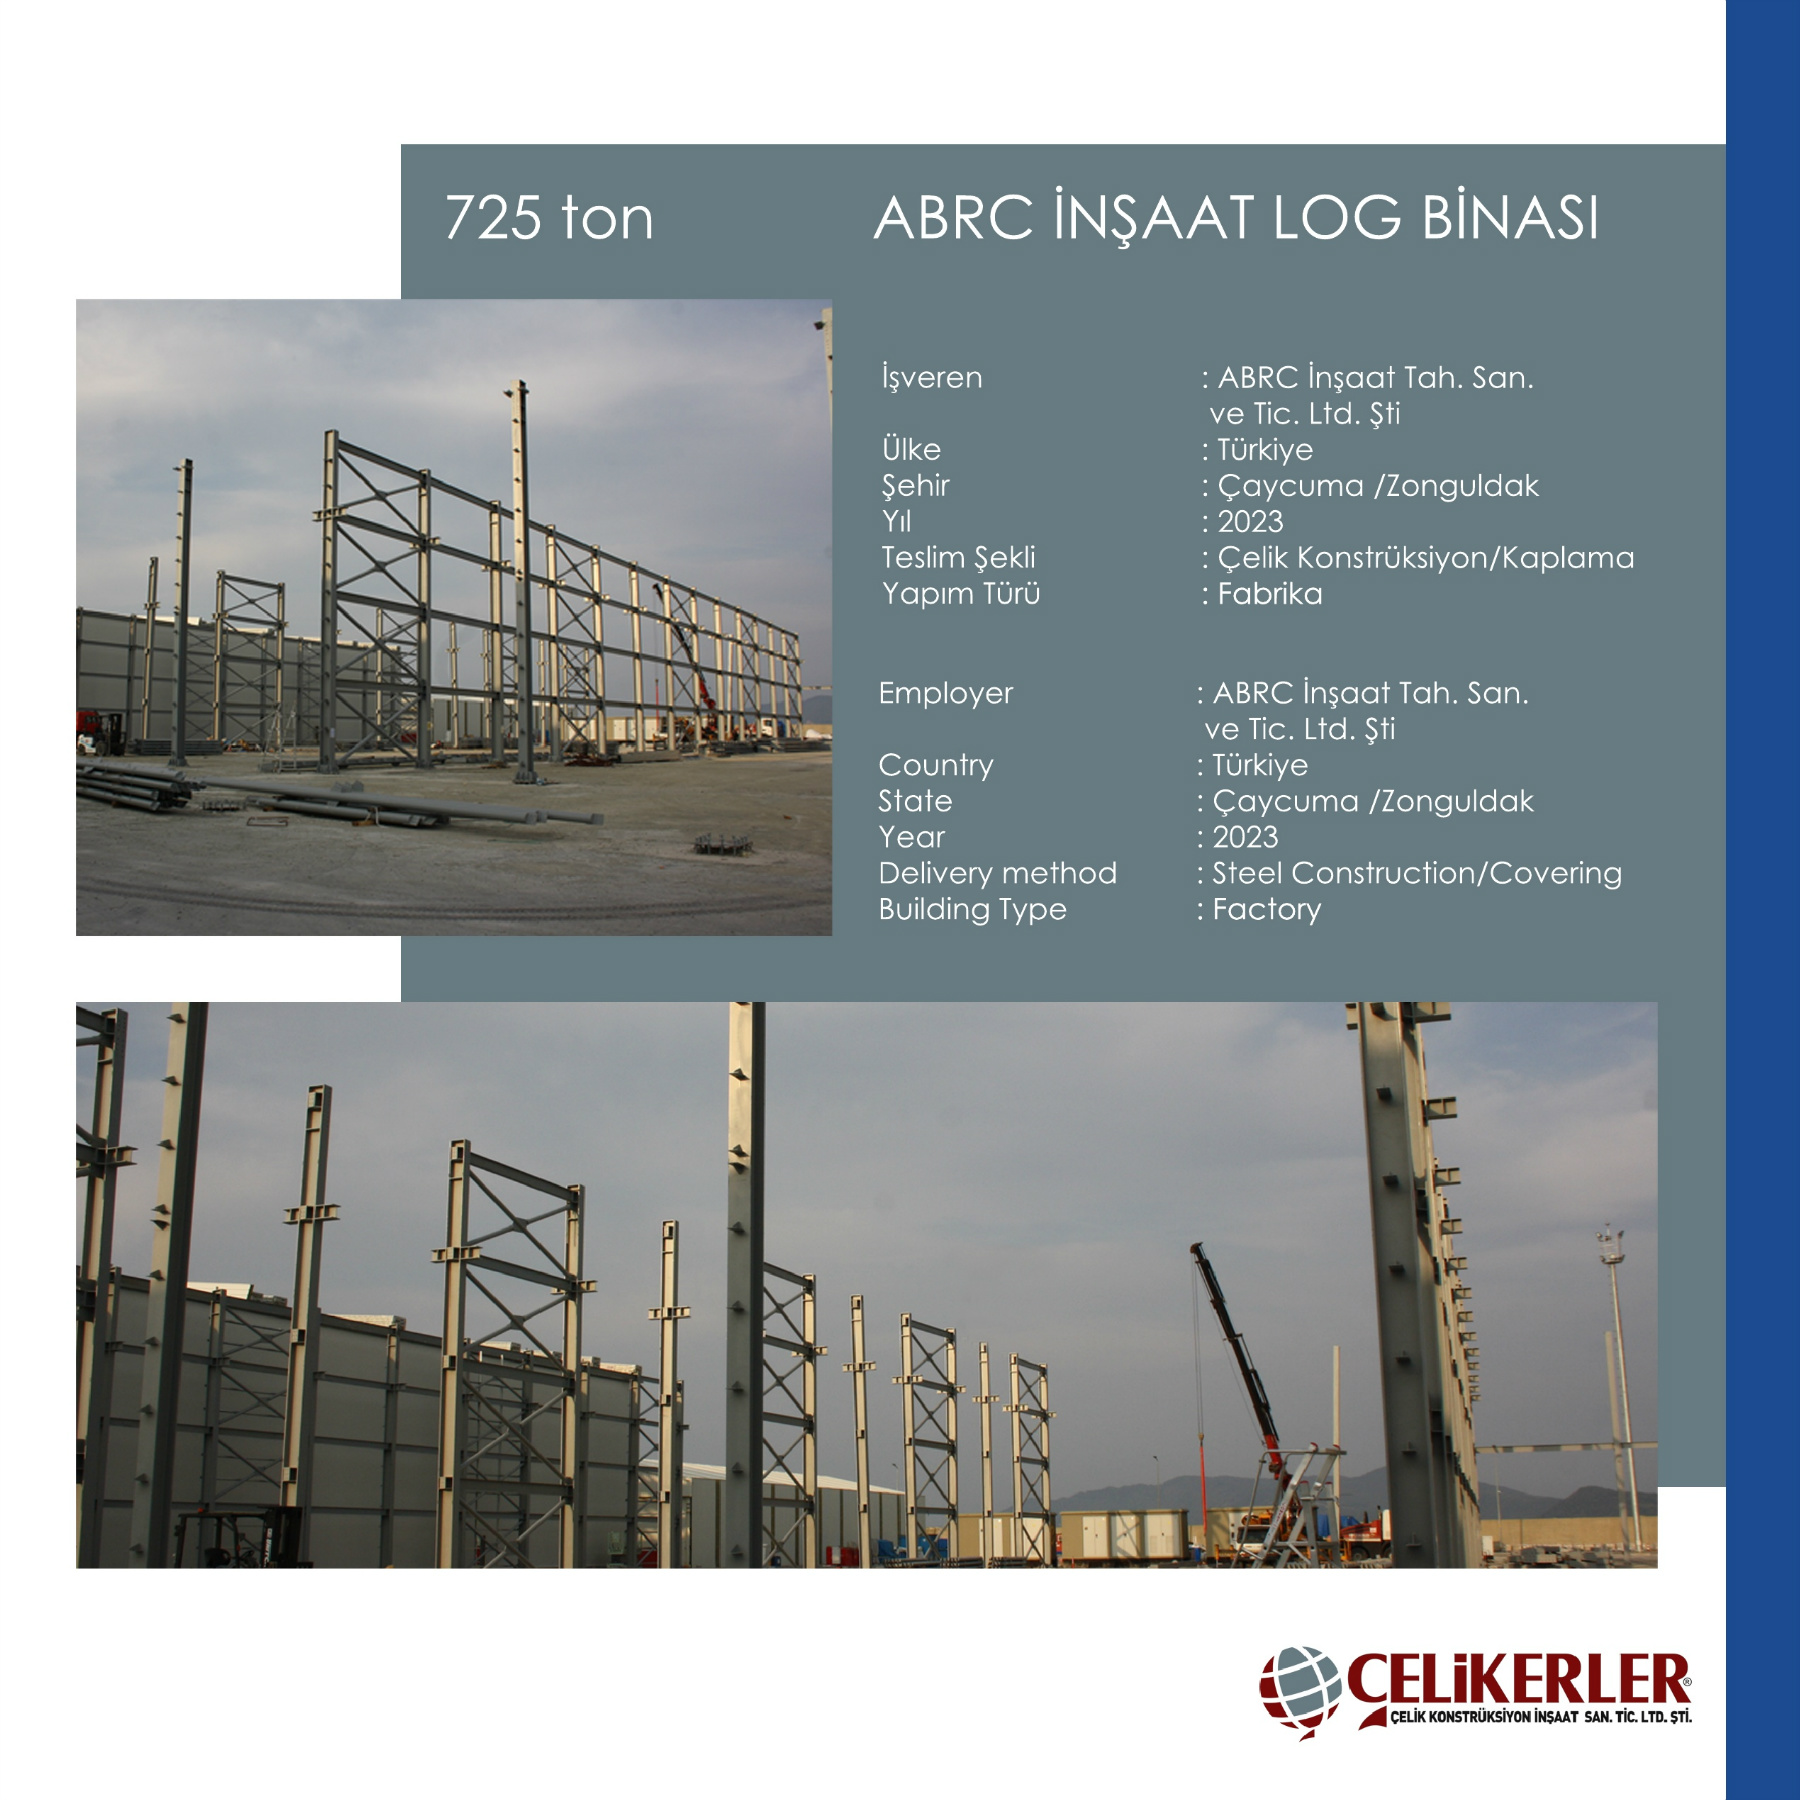 725 ton
ABRC İNŞAAT LOG BİNASI
İşveren : ABRC İnşaat Tah. San.
ve Tic. Ltd. Şti
Ülke : Türkiye
Şehir : Çaycuma /Zonguldak
Yıl : 2023
Teslim Şekli : Çelik Konstrüksiyon/Kaplama
Yapım Türü : Fabrika
Employer : ABRC İnşaat Tah. San.
ve Tic. Ltd. Şti
Country : Türkiye
State : Çaycuma /Zonguldak
Year : 2023
Delivery method : Steel Construction/Covering
Building Type : Factory
ÇELiKERLER®
ÇELİK KONSTRÜKSİYON İNŞAAT SAN. TİC. LTD. ŞTİ.